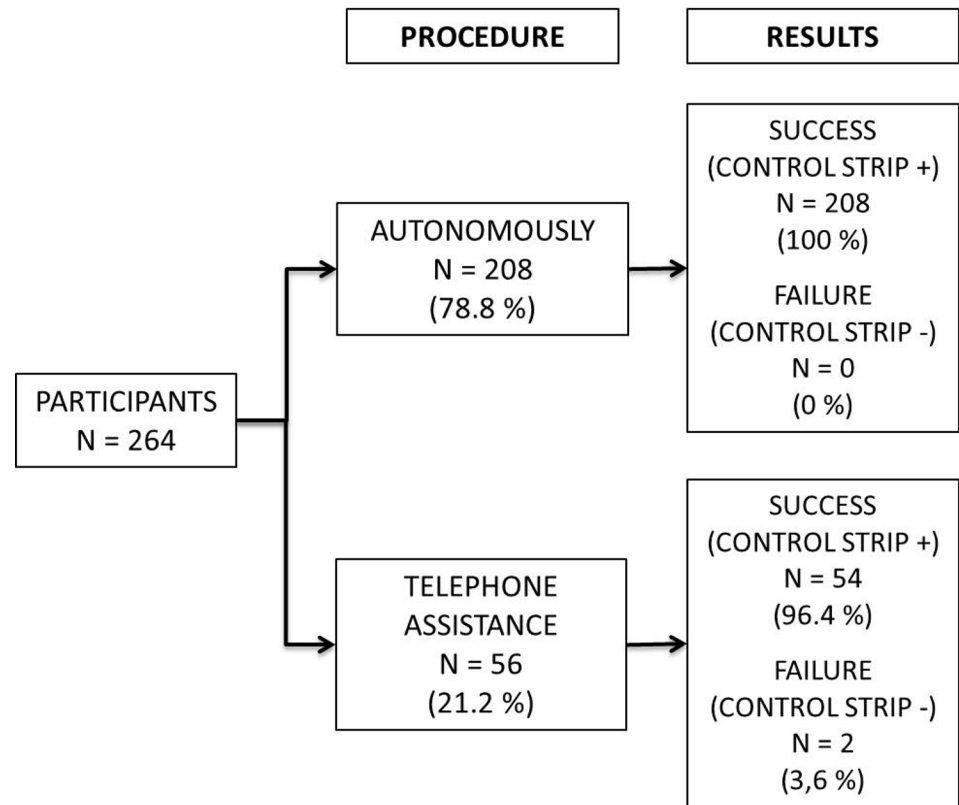 PROCEDURE
RESULTS
PARTICIPANTS
N = 264
AUTONOMOUSLY
N = 208
(78.8 %)
SUCCESS
(CONTROL STRIP +)
N = 208
(100 %)
FAILURE
(CONTROL STRIP -)
N = 0
(0 %)
TELEPHONE
ASSISTANCE
N = 56
(21.2 %)
SUCCESS
(CONTROL STRIP +)
N = 54
(96.4 %)
FAILURE
(CONTROL STRIP -)
N = 2
(3,6 %)